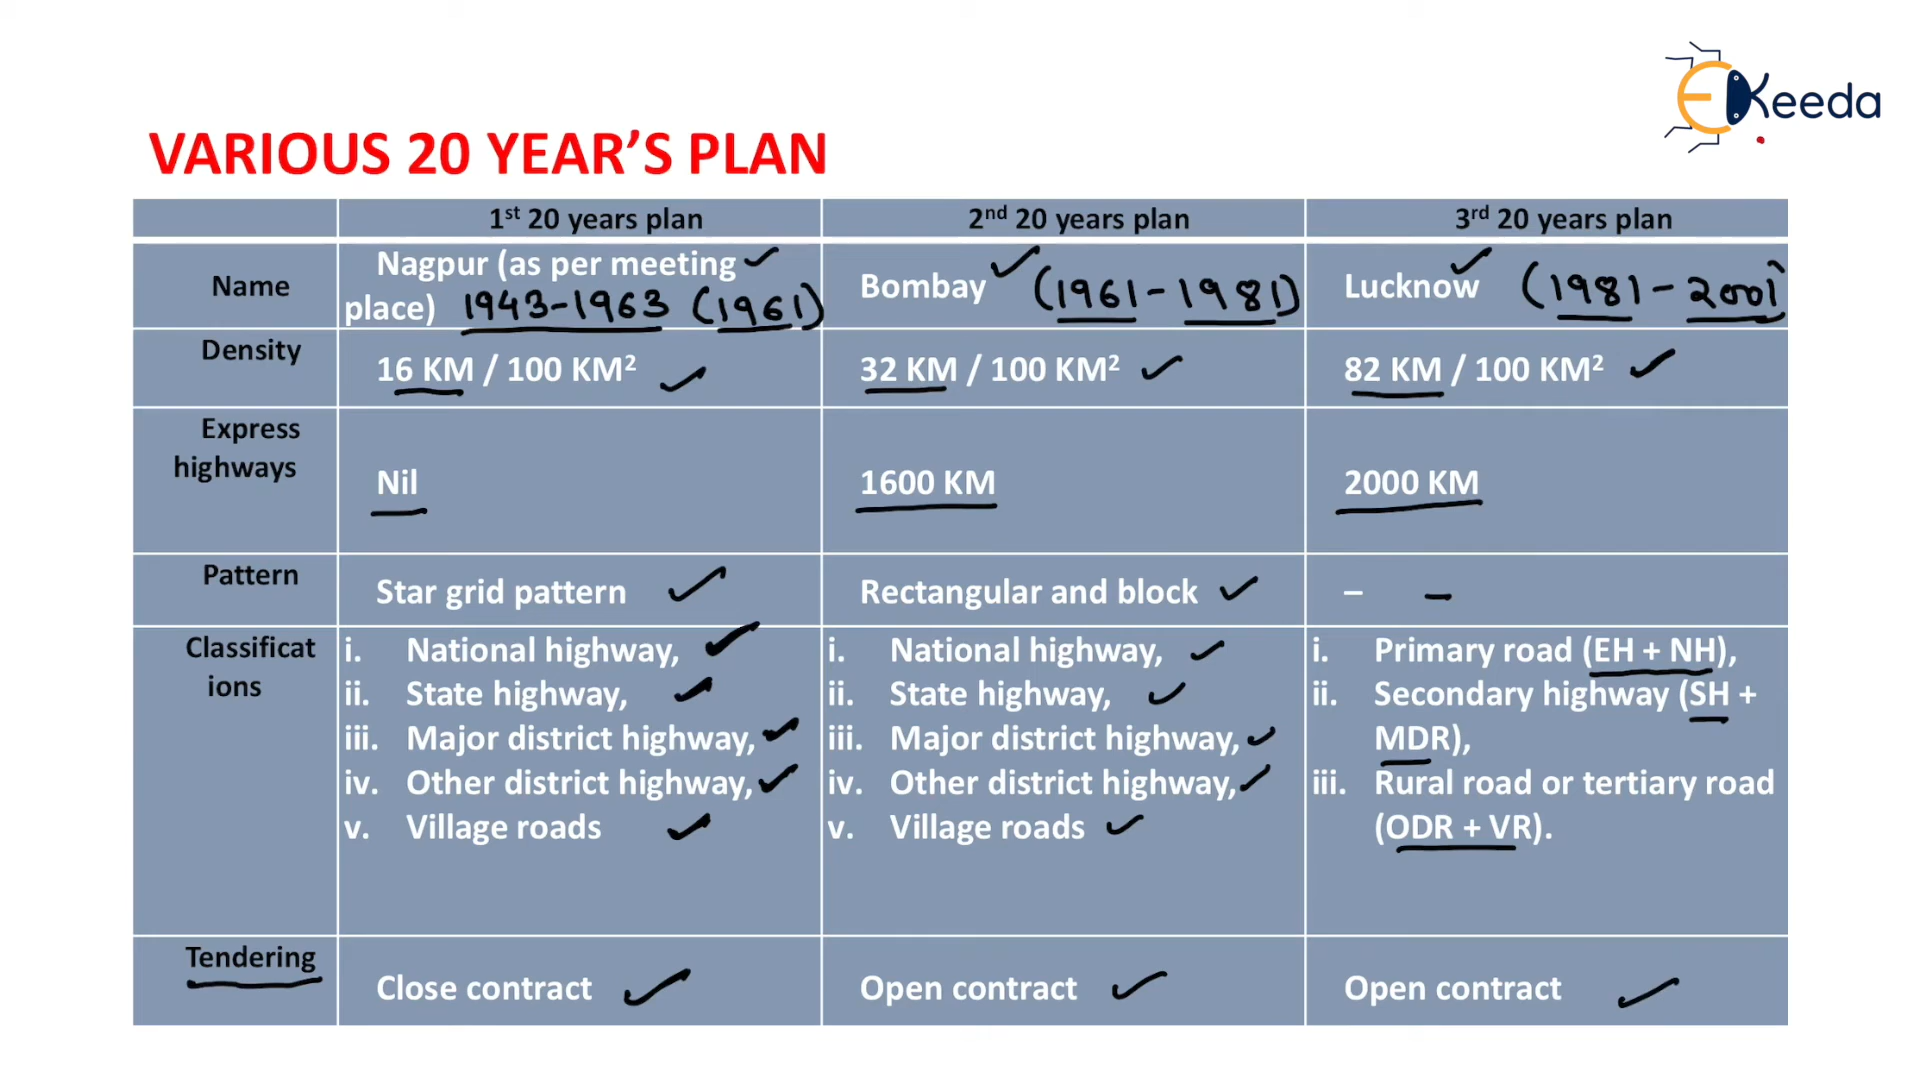 EKeeda
VARIOUS 20 YEAR’S PLAN
1st 20 years plan
2nd 20 years plan
3rd 20 years plan
Name
Nagpur (as per meeting
place) 1943-1963 (1961)
Bombay (1961-1981)
Lucknow (1981-2001)
Density
16 KM / 100 KM²
32 KM / 100 KM²
82 KM / 100 KM²
Express
highways
Nil
1600 KM
2000 KM
Pattern
Star grid pattern
Rectangular and block
– –
Classificat
ions
i. National highway,
ii. State highway,
iii. Major district highway,
iv. Other district highway,
v. Village roads
i. National highway,
ii. State highway,
iii. Major district highway,
iv. Other district highway,
v. Village roads
i. Primary road (EH + NH),
ii. Secondary highway (SH +
MDR),
iii. Rural road or tertiary road
(ODR + VR).
Tendering
Close contract
Open contract
Open contract